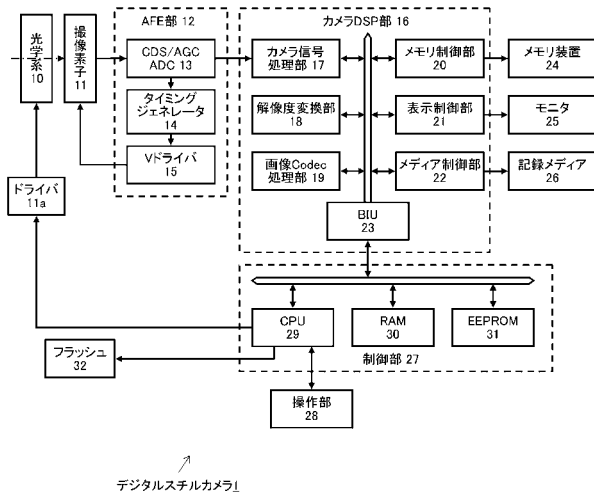 AFE部 12
カメラDSP部 16
光学系
10
撮像素子
11
CDS/AGC
ADC 13
タイミング
ジェネレータ
14
Vドライバ
15
ドライバ
11a
カメラ信号
処理部 17
解像度変換部
18
画像Codec
処理部 19
メモリ制御部
20
表示制御部
21
メディア制御部
22
BIU
23
メモリ装置
24
モニタ
25
記録メディア
26
CPU
29
RAM
30
EEPROM
31
制御部 27
フラッシュ
32
操作部
28
デジタルスチルカメラ1